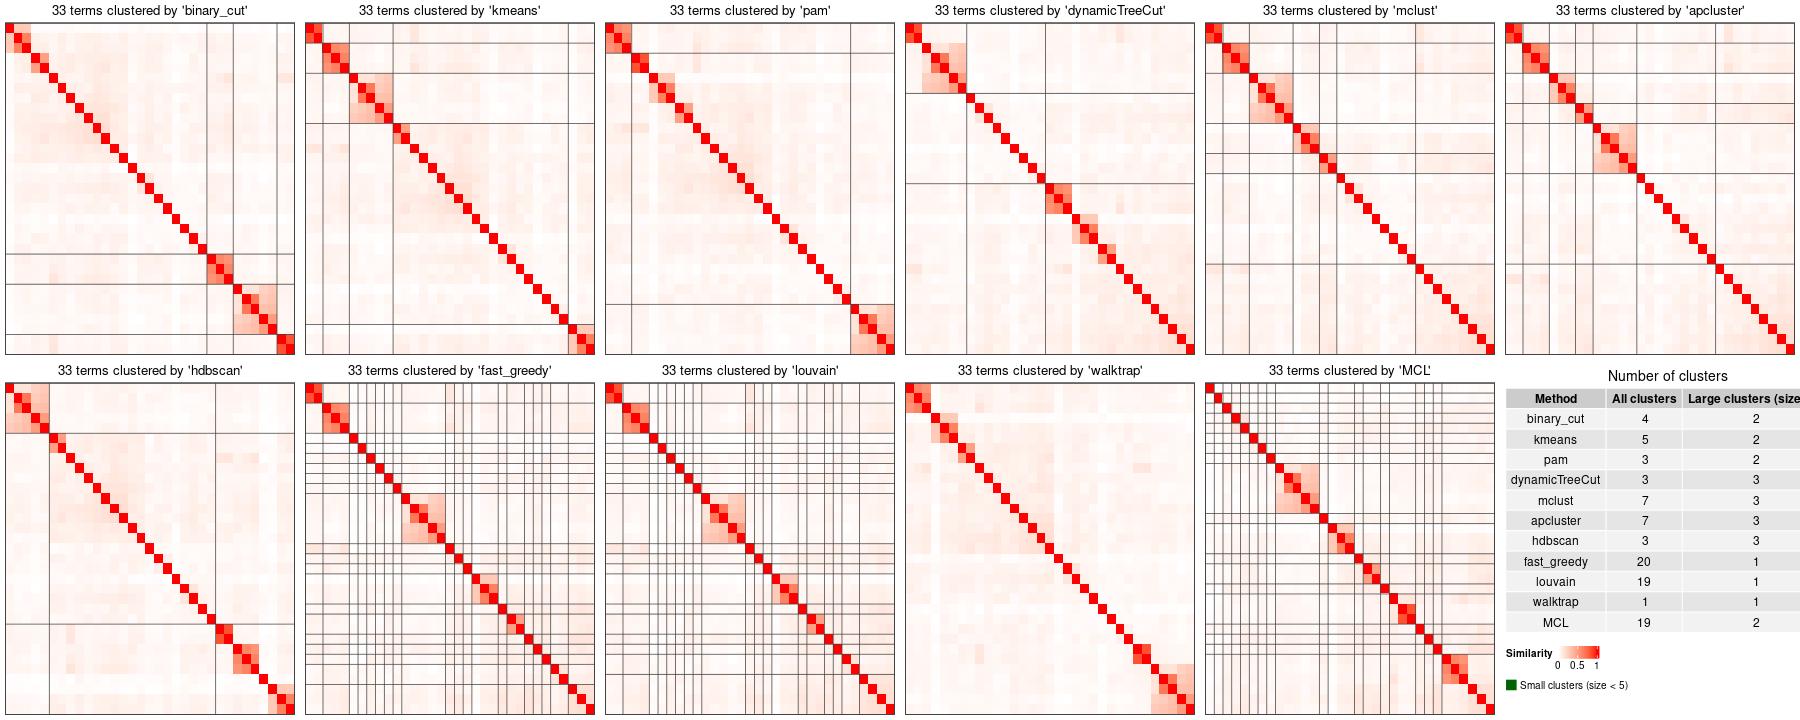 33 terms clustered by 'binary_cut'
33 terms clustered by 'kmeans'
33 terms clustered by 'pam'
33 terms clustered by 'dynamicTreeCut'
33 terms clustered by 'mclust'
33 terms clustered by 'apcluster'
33 terms clustered by 'hdbscan'
33 terms clustered by 'fast_greedy'
33 terms clustered by 'louvain'
33 terms clustered by 'walktrap'
33 terms clustered by 'MCL'
Number of clusters
Method All clusters Large clusters (size
binary_cut 4 2
kmeans 5 2
pam 3 2
dynamicTreeCut 3 3
mclust 7 3
apcluster 7 3
hdbscan 3 3
fast_greedy 20 1
louvain 19 1
walktrap 1 1
MCL 19 2
Similarity
0 0.5 1
Small clusters (size < 5)